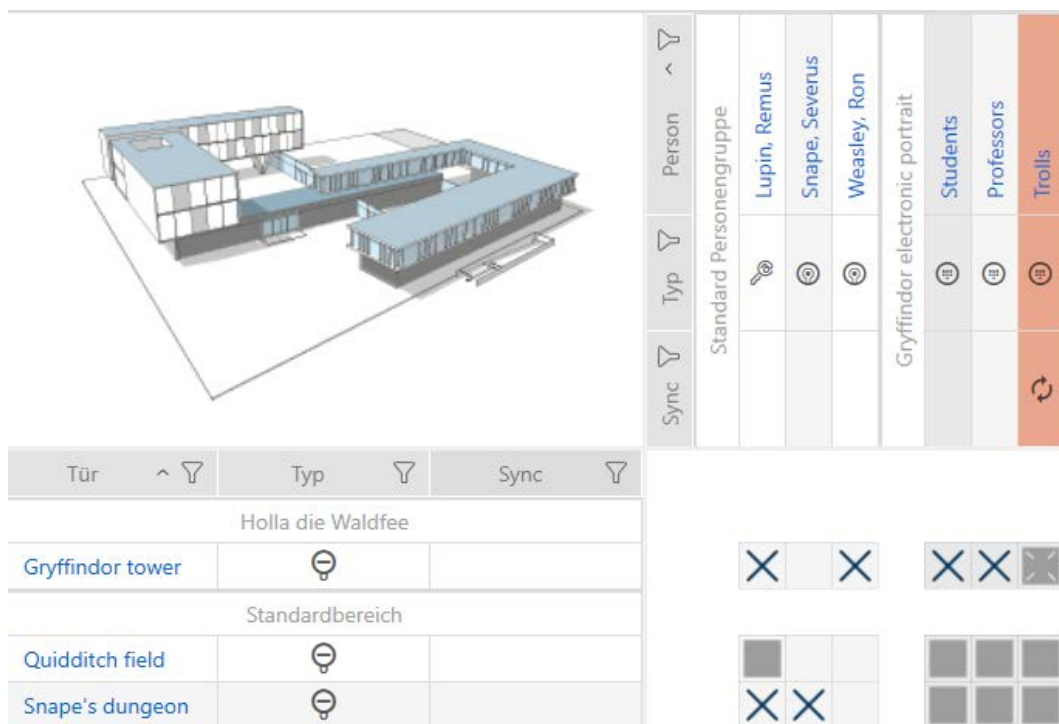 Person
Typ
Sync
Standard Personengruppe
Lupin, Remus
Snape, Severus
Weasley, Ron
Gryffindor electronic portrait
Students
Professors
Trolls
Tür
Typ
Sync
Holla die Waldfee
Gryffindor tower
Standardbereich
Quidditch field
Snape's dungeon